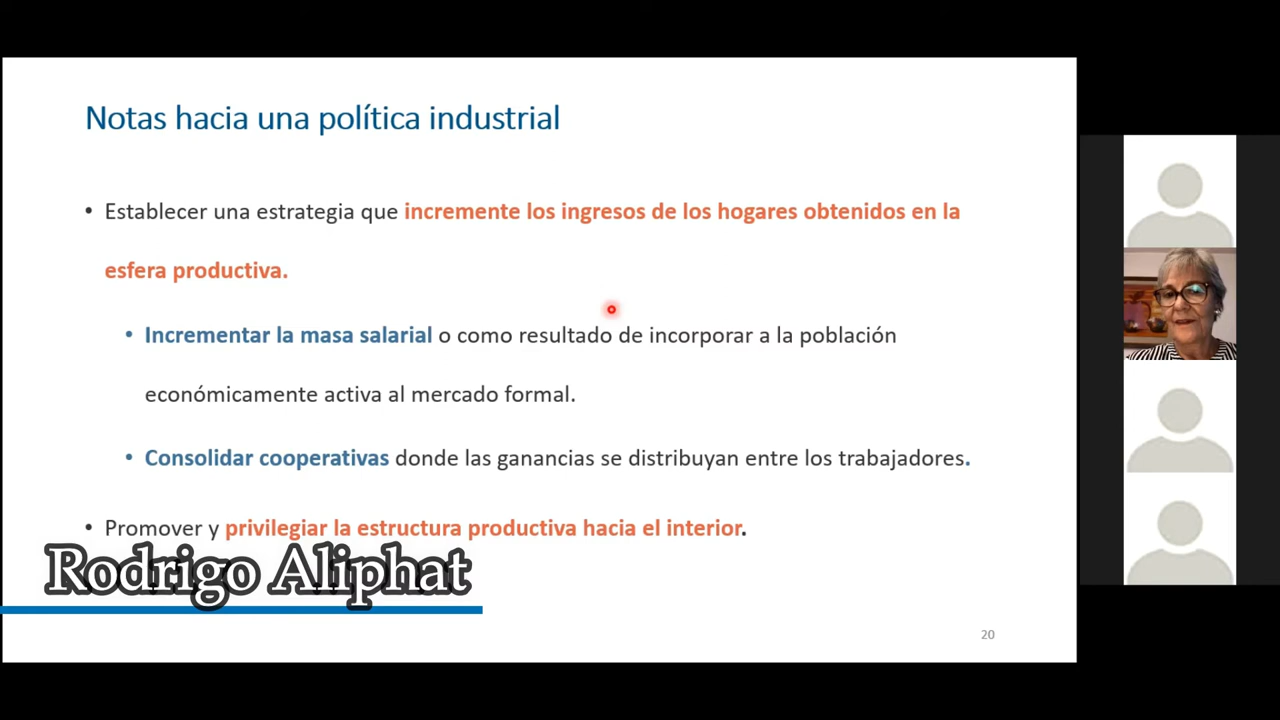 Notas hacia una política industrial
• Establecer una estrategia que incremente los ingresos de los hogares obtenidos en la
esfera productiva.
• Incrementar la masa salarial o como resultado de incorporar a la población
económicamente activa al mercado formal.
• Consolidar cooperativas donde las ganancias se distribuyan entre los trabajadores.
• Promover y privilegiar la estructura productiva hacia el interior.
Rodrigo Aliphat
20